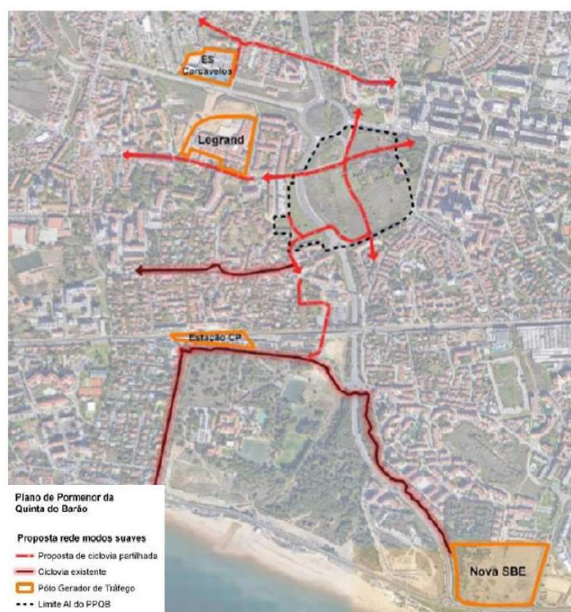 ES
Carcavelos
Legrand
Estação CP
Nova SBE
Plano de Pormenor da
Quinta do Barão
Proposta rede modos suaves
Proposta de ciclovia partilhada
Ciclovia existente
Pólo Gerador de Tráfego
Limite AI do PPQB